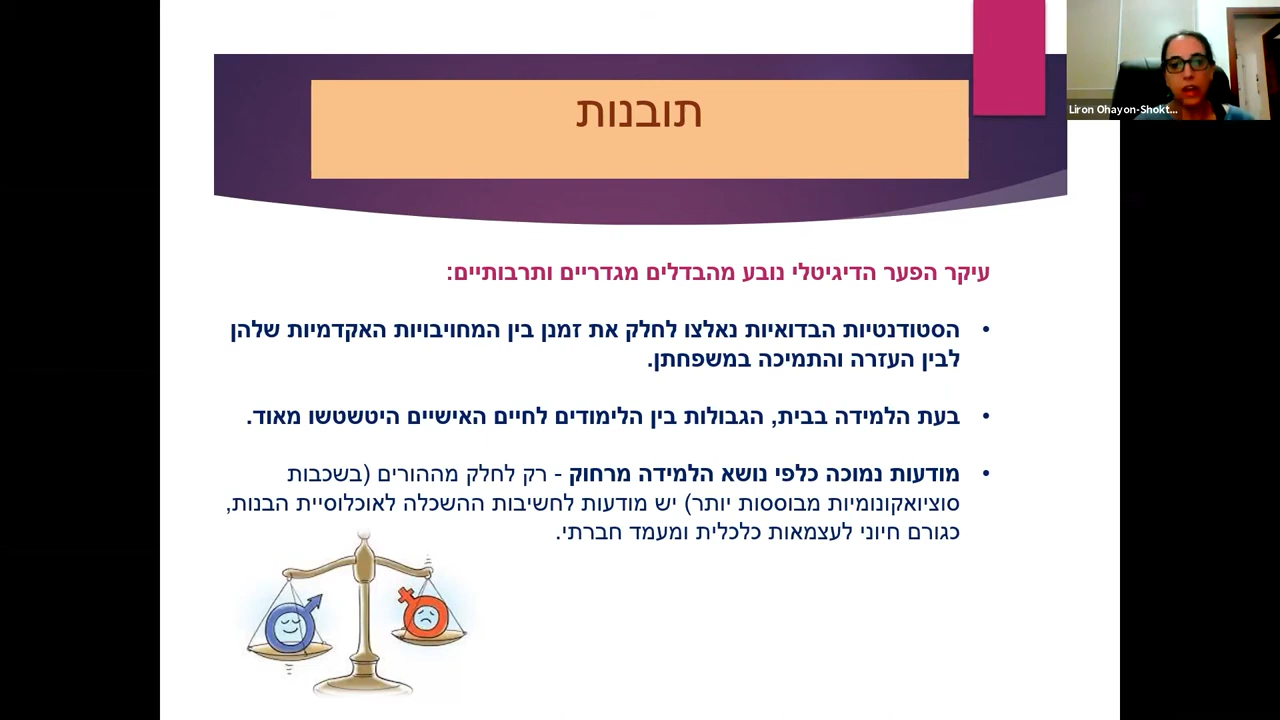 תובנות
Liron Ohayon-Shokt...
עיקר הפער הדיגיטלי נובע מהבדלים מגדריים ותרבותיים:
• הסטודנטיות הבדואיות נאלצו לחלק את זמנן בין המחויבויות האקדמיות שלהן
לבין העזרה והתמיכה במשפחתן.
• בעת הלמידה בבית, הגבולות בין הלימודים לחיים האישיים היטשטשו מאוד.
• מודעות נמוכה כלפי נושא הלמידה מרחוק - רק לחלק מההורים (בשכבות
סוציואקונומיות מבוססות יותר) יש מודעות לחשיבות ההשכלה לאוכלוסיית הבנות,
כגורם חיוני לעצמאות כלכלית ומעמד חברתי.